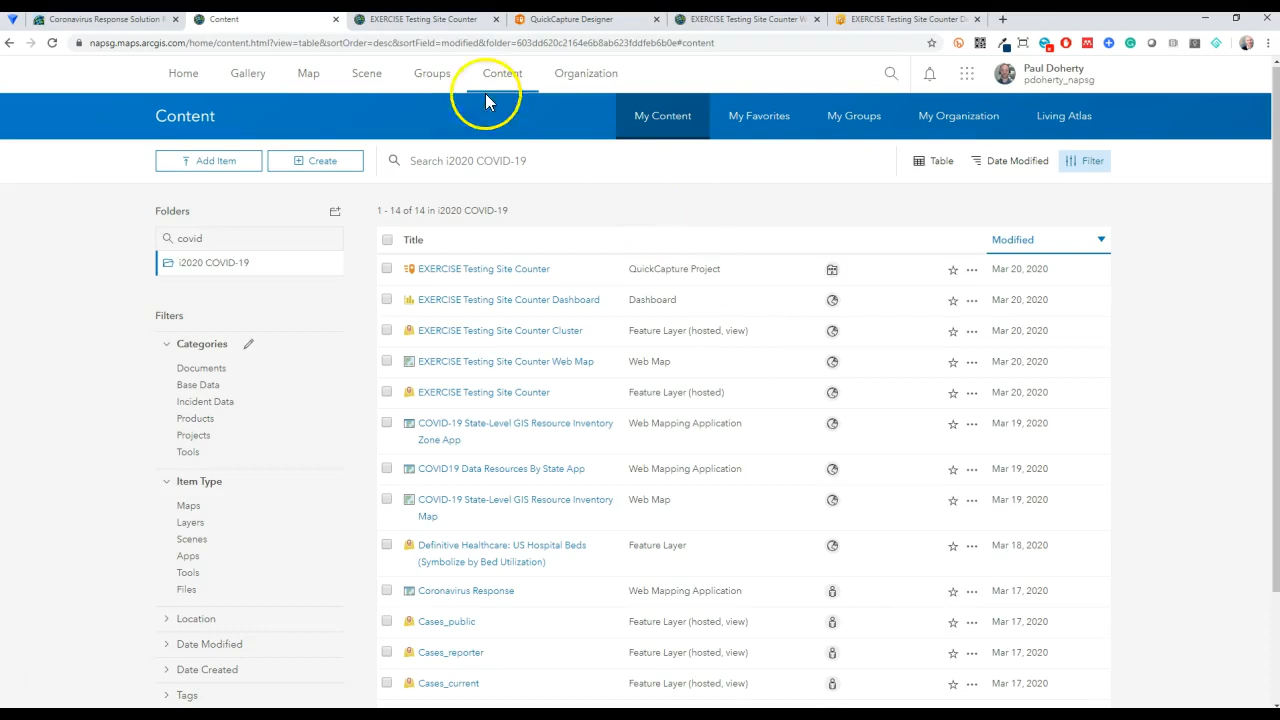 Coronavirus Response Solution
Content
EXERCISE Testing Site Counter
QuickCapture Designer
EXERCISE Testing Site Counter W
EXERCISE Testing Site Counter Da
napsg.maps.arcgis.com/home/content.html?view=table&sortOrder=desc&sortField=modified&folder=603dd620c2164e6b8ab623fddfeb6b0e#content
Home Gallery Map Scene Groups Content Organization
Paul Doherty
pdoherty_napsg
Content
My Content My Favorites My Groups My Organization Living Atlas
Add Item Create Search i2020 COVID-19 Table Date Modified Filter
Folders
covid
i2020 COVID-19
Filters
Categories
Documents
Base Data
Incident Data
Products
Projects
Tools
Item Type
Maps
Layers
Scenes
Apps
Tools
Files
Location
Date Modified
Date Created
Tags
1 - 14 of 14 in i2020 COVID-19
Title Modified
EXERCISE Testing Site Counter QuickCapture Project Mar 20, 2020
EXERCISE Testing Site Counter Dashboard Dashboard Mar 20, 2020
EXERCISE Testing Site Counter Cluster Feature Layer (hosted, view) Mar 20, 2020
EXERCISE Testing Site Counter Web Map Web Map Mar 20, 2020
EXERCISE Testing Site Counter Feature Layer (hosted) Mar 20, 2020
COVID-19 State-Level GIS Resource Inventory Web Mapping Application Mar 19, 2020
Zone App
COVID19 Data Resources By State App Web Mapping Application Mar 19, 2020
COVID-19 State-Level GIS Resource Inventory Web Map Mar 19, 2020
Map
Definitive Healthcare: US Hospital Beds Feature Layer Mar 18, 2020
(Symbolize by Bed Utilization)
Coronavirus Response Web Mapping Application Mar 17, 2020
Cases_public Feature Layer (hosted, view) Mar 17, 2020
Cases_reporter Feature Layer (hosted, view) Mar 17, 2020
Cases_current Feature Layer (hosted, view) Mar 17, 2020